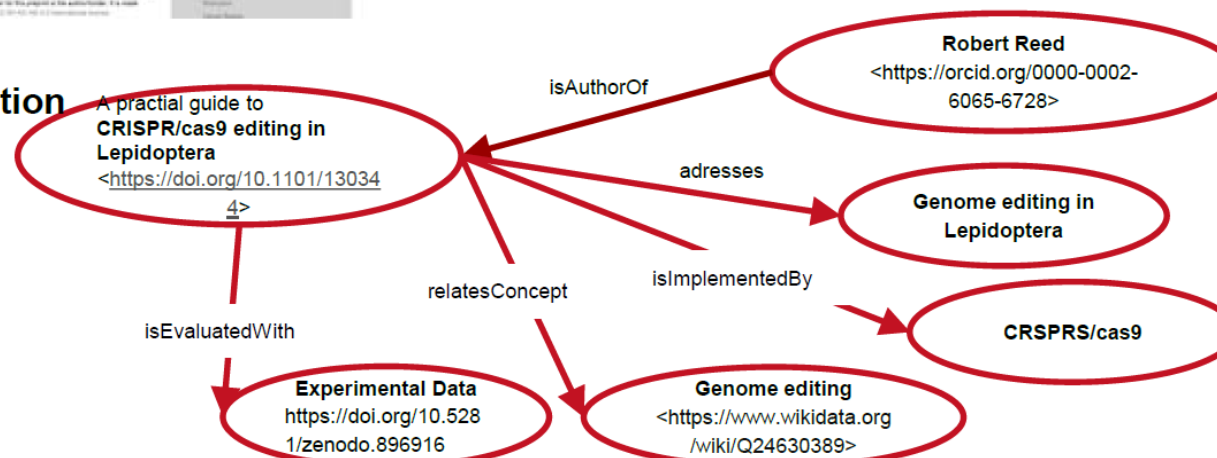 Robert Reed
<https://orcid.org/0000-0002-
6065-6728>
isAuthorOf
tion
A practial guide to
CRISPR/cas9 editing in
Lepidoptera
<https://doi.org/10.1101/13034
4>
adresses
Genome editing in
Lepidoptera
relatesConcept
isImplementedBy
isEvaluatedWith
CRSPRS/cas9
Experimental Data
https://doi.org/10.528
1/zenodo.896916
Genome editing
<https://www.wikidata.org
/wiki/Q24630389>